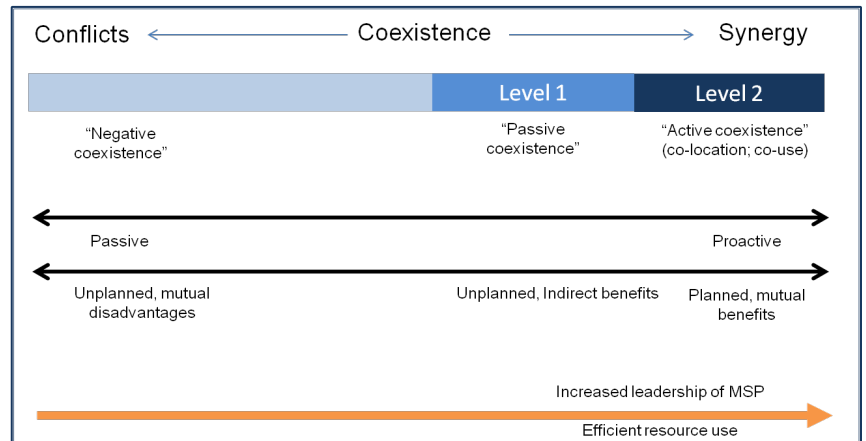 Conflicts Coexistence Synergy
Level 1 Level 2
“Negative coexistence”
“Passive coexistence”
“Active coexistence” (co-location; co-use)
Passive Proactive
Unplanned, mutual disadvantages
Unplanned, Indirect benefits
Planned, mutual benefits
Increased leadership of MSP
Efficient resource use